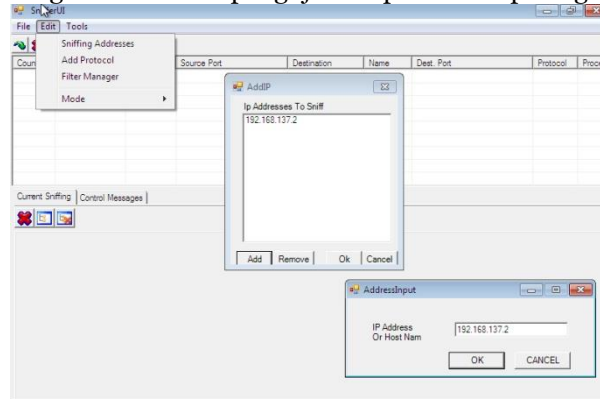 SnifferUI
File Edit Tools
Sniffing Addresses
Add Protocol
Filter Manager
Mode
Source Port Destination Name Dest. Port Protocol
AddIP
Ip Addresses To Sniff
192.168.137.2
Add Remove Ok Cancel
Current Sniffing Control Messages
AddressInput
IP Address
Or Host Nam
192.168.137.2
OK CANCEL